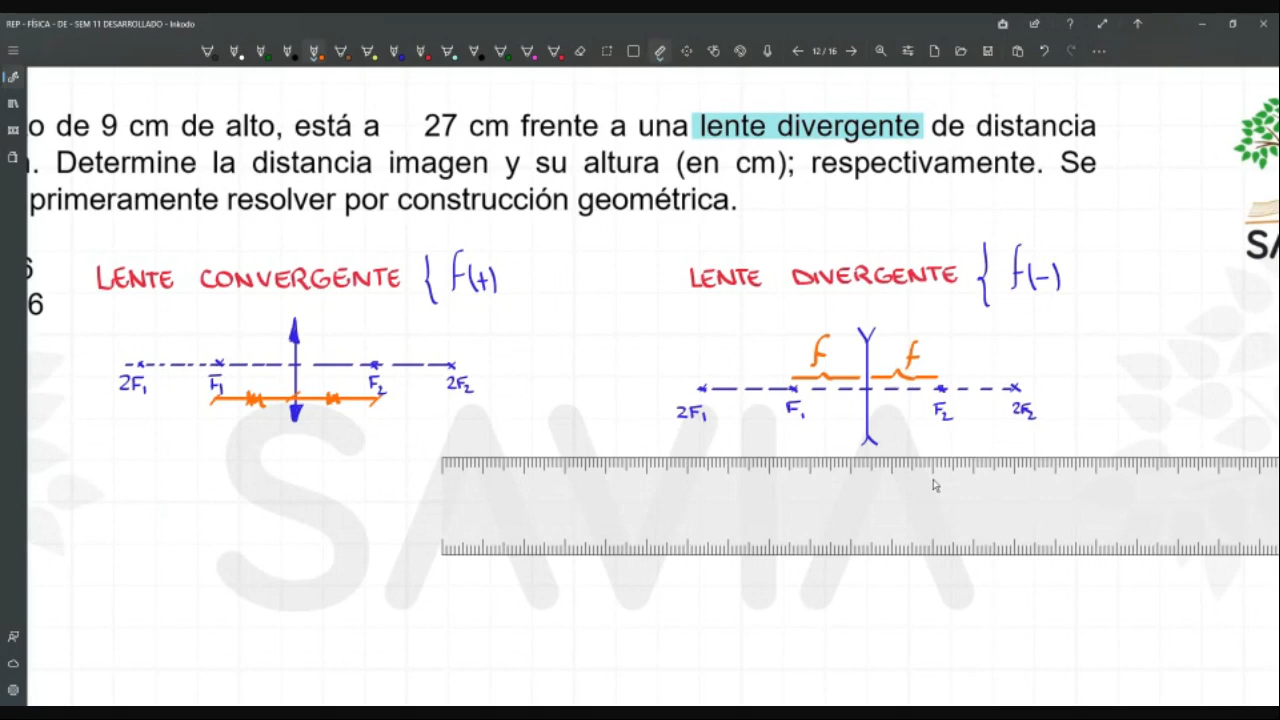 REP - FÍSICA - DE - SEM 11 DESARROLLADO - Inkodo
12/16
o de 9 cm de alto, está a 27 cm frente a una lente divergente de distancia
. Determine la distancia imagen y su altura (en cm); respectivamente. Se
primeramente resolver por construcción geométrica.
6
6
LENTE CONVERGENTE { f(+)
LENTE DIVERGENTE { f(-)
f f
2F₁ F₁ F₂ 2F₂
2F₁ F₁ F₂ 2F₂
SAVIA